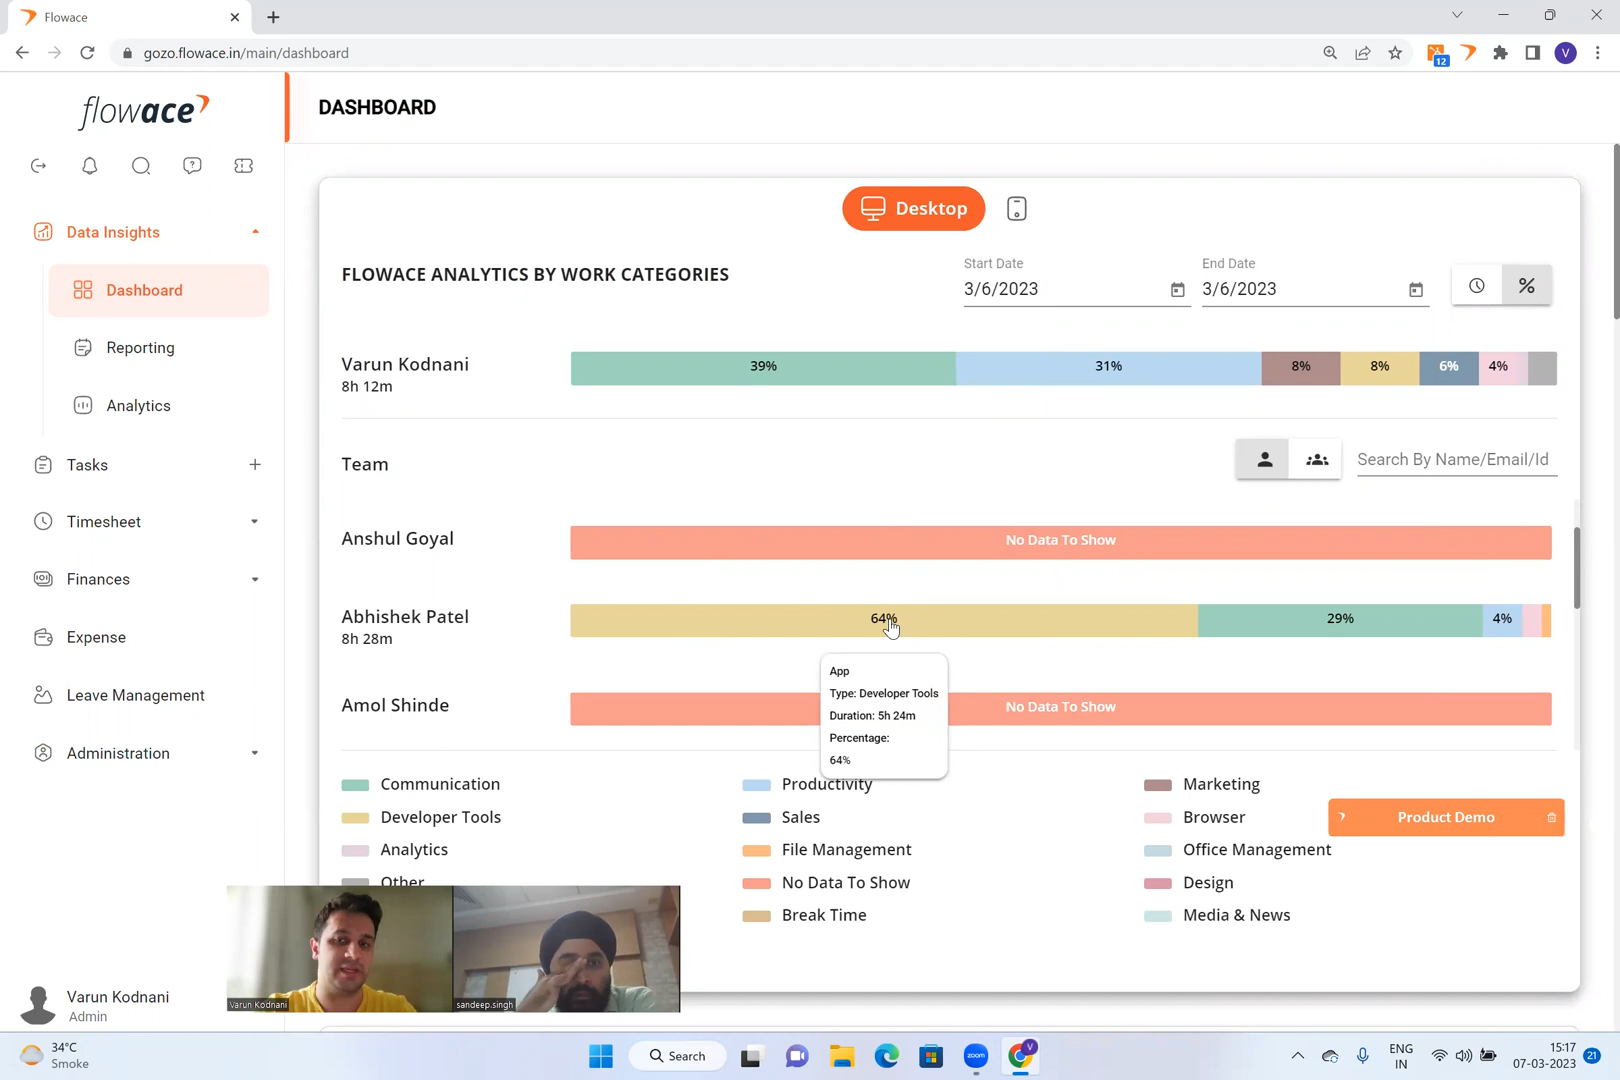 Flowace
gozo.flowace.in/main/dashboard
12
V
flowace
DASHBOARD
Data Insights
Dashboard
Reporting
Analytics
Tasks
Timesheet
Finances
Expense
Leave Management
Administration
Varun Kodnani
Admin
Desktop
FLOWACE ANALYTICS BY WORK CATEGORIES
Start Date
3/6/2023
End Date
3/6/2023
%
Varun Kodnani
8h 12m
39%
31%
8%
8%
6%
4%
Team
Search By Name/Email/Id
Anshul Goyal
No Data To Show
Abhishek Patel
8h 28m
64%
29%
4%
Amol Shinde
No Data To Show
App
Type: Developer Tools
Duration: 5h 24m
Percentage:
64%
Communication
Productivity
Marketing
Developer Tools
Sales
Browser
Product Demo
Analytics
File Management
Office Management
Other
No Data To Show
Design
Break Time
Media & News
Varun Kodnani
sandeep.singh
34°C
Smoke
Search
zoom
V
ENG
IN
15:17
07-03-2023
21